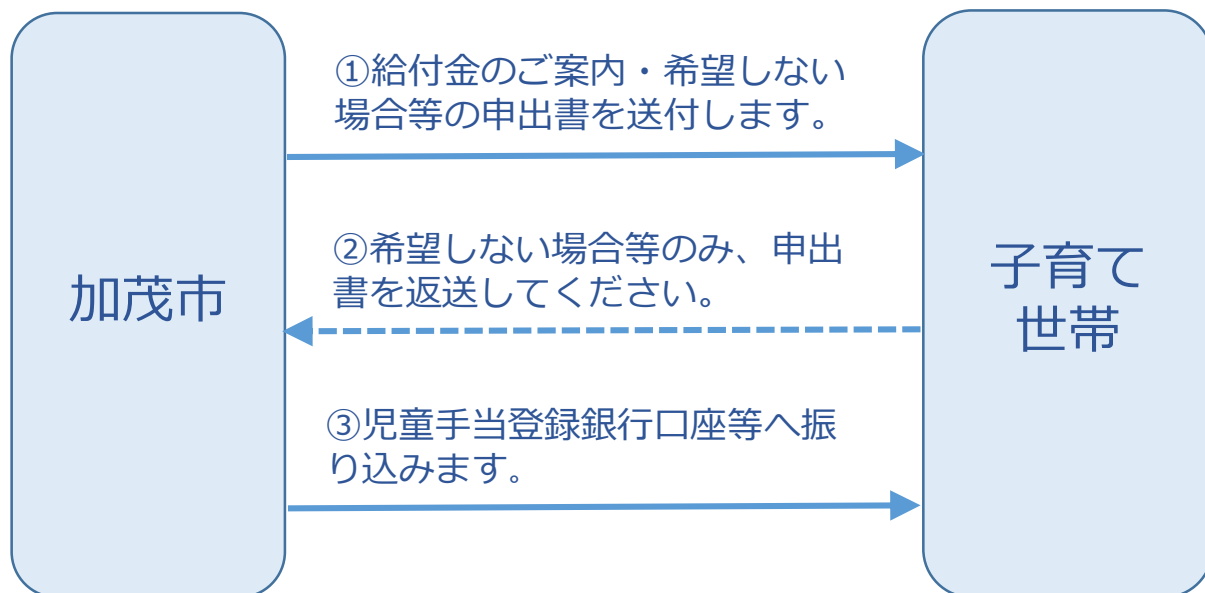 ①給付金のご案内・希望しない
場合等の申出書を送付します。
②希望しない場合等のみ、申出
書を返送してください。
加茂市
子育て
世帯
③児童手当登録銀行口座等へ振
り込みます。